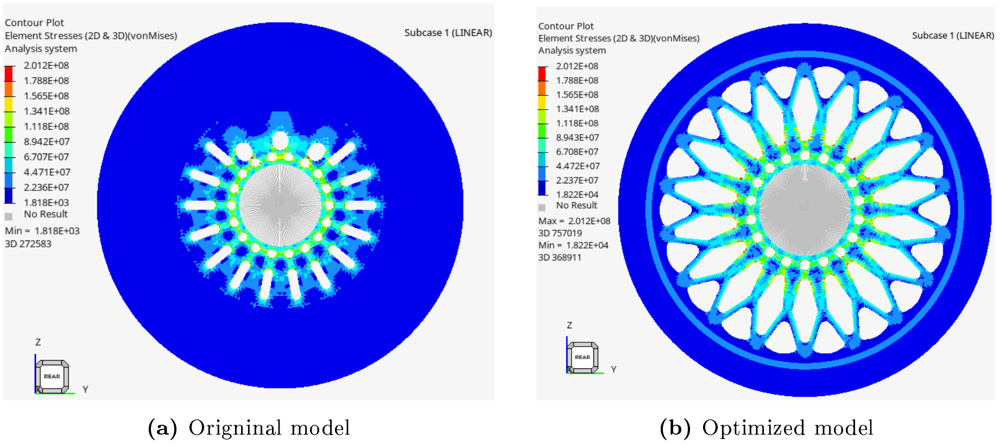 Contour Plot
Element Stresses (2D & 3D)(vonMises)
Analysis system
Subcase 1 (LINEAR)
2.012E+08
1.788E+08
1.565E+08
1.341E+08
1.118E+08
8.942E+07
6.707E+07
4.471E+07
2.236E+07
1.818E+03
No Result
Min = 1.818E+03
3D 272583
Z
REAR
X
Y
(a) Origninal model
Contour Plot
Element Stresses (2D & 3D)(vonMises)
Analysis system
Subcase 1 (LINEAR)
2.012E+08
1.788E+08
1.565E+08
1.341E+08
1.118E+08
8.943E+07
6.708E+07
4.472E+07
2.237E+07
1.822E+04
No Result
Max = 2.012E+08
3D 757019
Min = 1.822E+04
3D 368911
Z
REAR
X
Y
(b) Optimized model